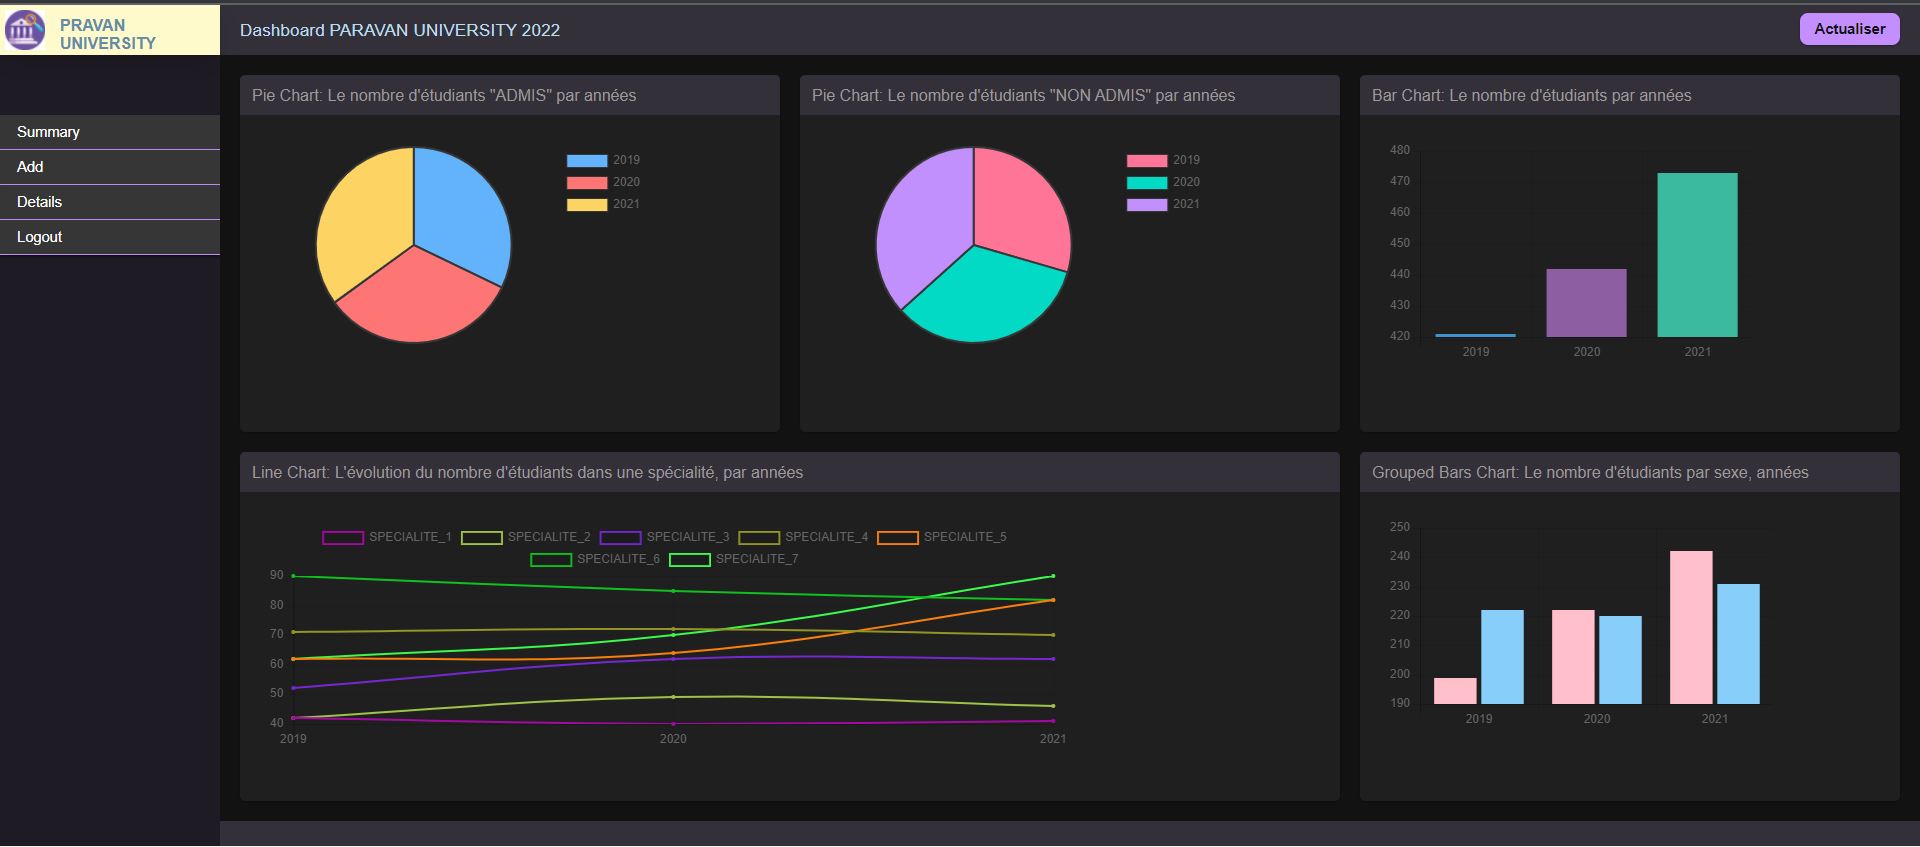 PRAVAN
UNIVERSITY
Dashboard PARAVAN UNIVERSITY 2022
Actualiser
Summary
Add
Details
Logout
Pie Chart: Le nombre d'étudiants "ADMIS" par années
2019
2020
2021
Pie Chart: Le nombre d'étudiants "NON ADMIS" par années
2019
2020
2021
Bar Chart: Le nombre d'étudiants par années
480
470
460
450
440
430
420
2019 2020 2021
Line Chart: L'évolution du nombre d'étudiants dans une spécialité, par années
SPECIALITE_1 SPECIALITE_2 SPECIALITE_3 SPECIALITE_4 SPECIALITE_5
SPECIALITE_6 SPECIALITE_7
90
80
70
60
50
40
2019 2020 2021
Grouped Bars Chart: Le nombre d'étudiants par sexe, années
250
240
230
220
210
200
190
2019 2020 2021